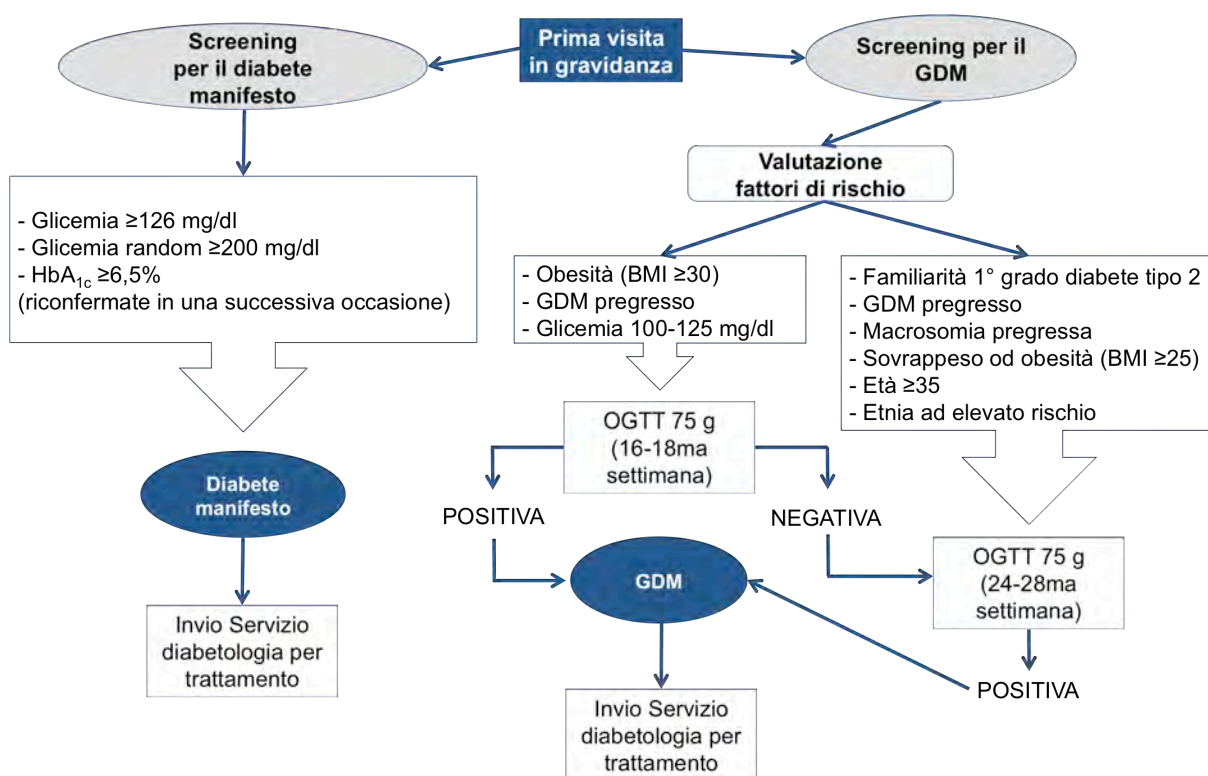 Prima visita
in gravidanza
Screening
per il diabete
manifesto
- Glicemia ≥126 mg/dl
- Glicemia random ≥200 mg/dl
- HbA1c ≥6,5%
(riconfermate in una successiva occasione)
Diabete
manifesto
Invio Servizio
diabetologia per
trattamento
Screening per il
GDM
Valutazione
fattori di rischio
- Obesità (BMI ≥30)
- GDM pregresso
- Glicemia 100-125 mg/dl
- Familiarità 1° grado diabete tipo 2
- GDM pregresso
- Macrosomia pregressa
- Sovrappeso od obesità (BMI ≥25)
- Età ≥35
- Etnia ad elevato rischio
OGTT 75 g
(16-18ma
settimana)
POSITIVA
NEGATIVA
GDM
OGTT 75 g
(24-28ma
settimana)
POSITIVA
Invio Servizio
diabetologia per
trattamento